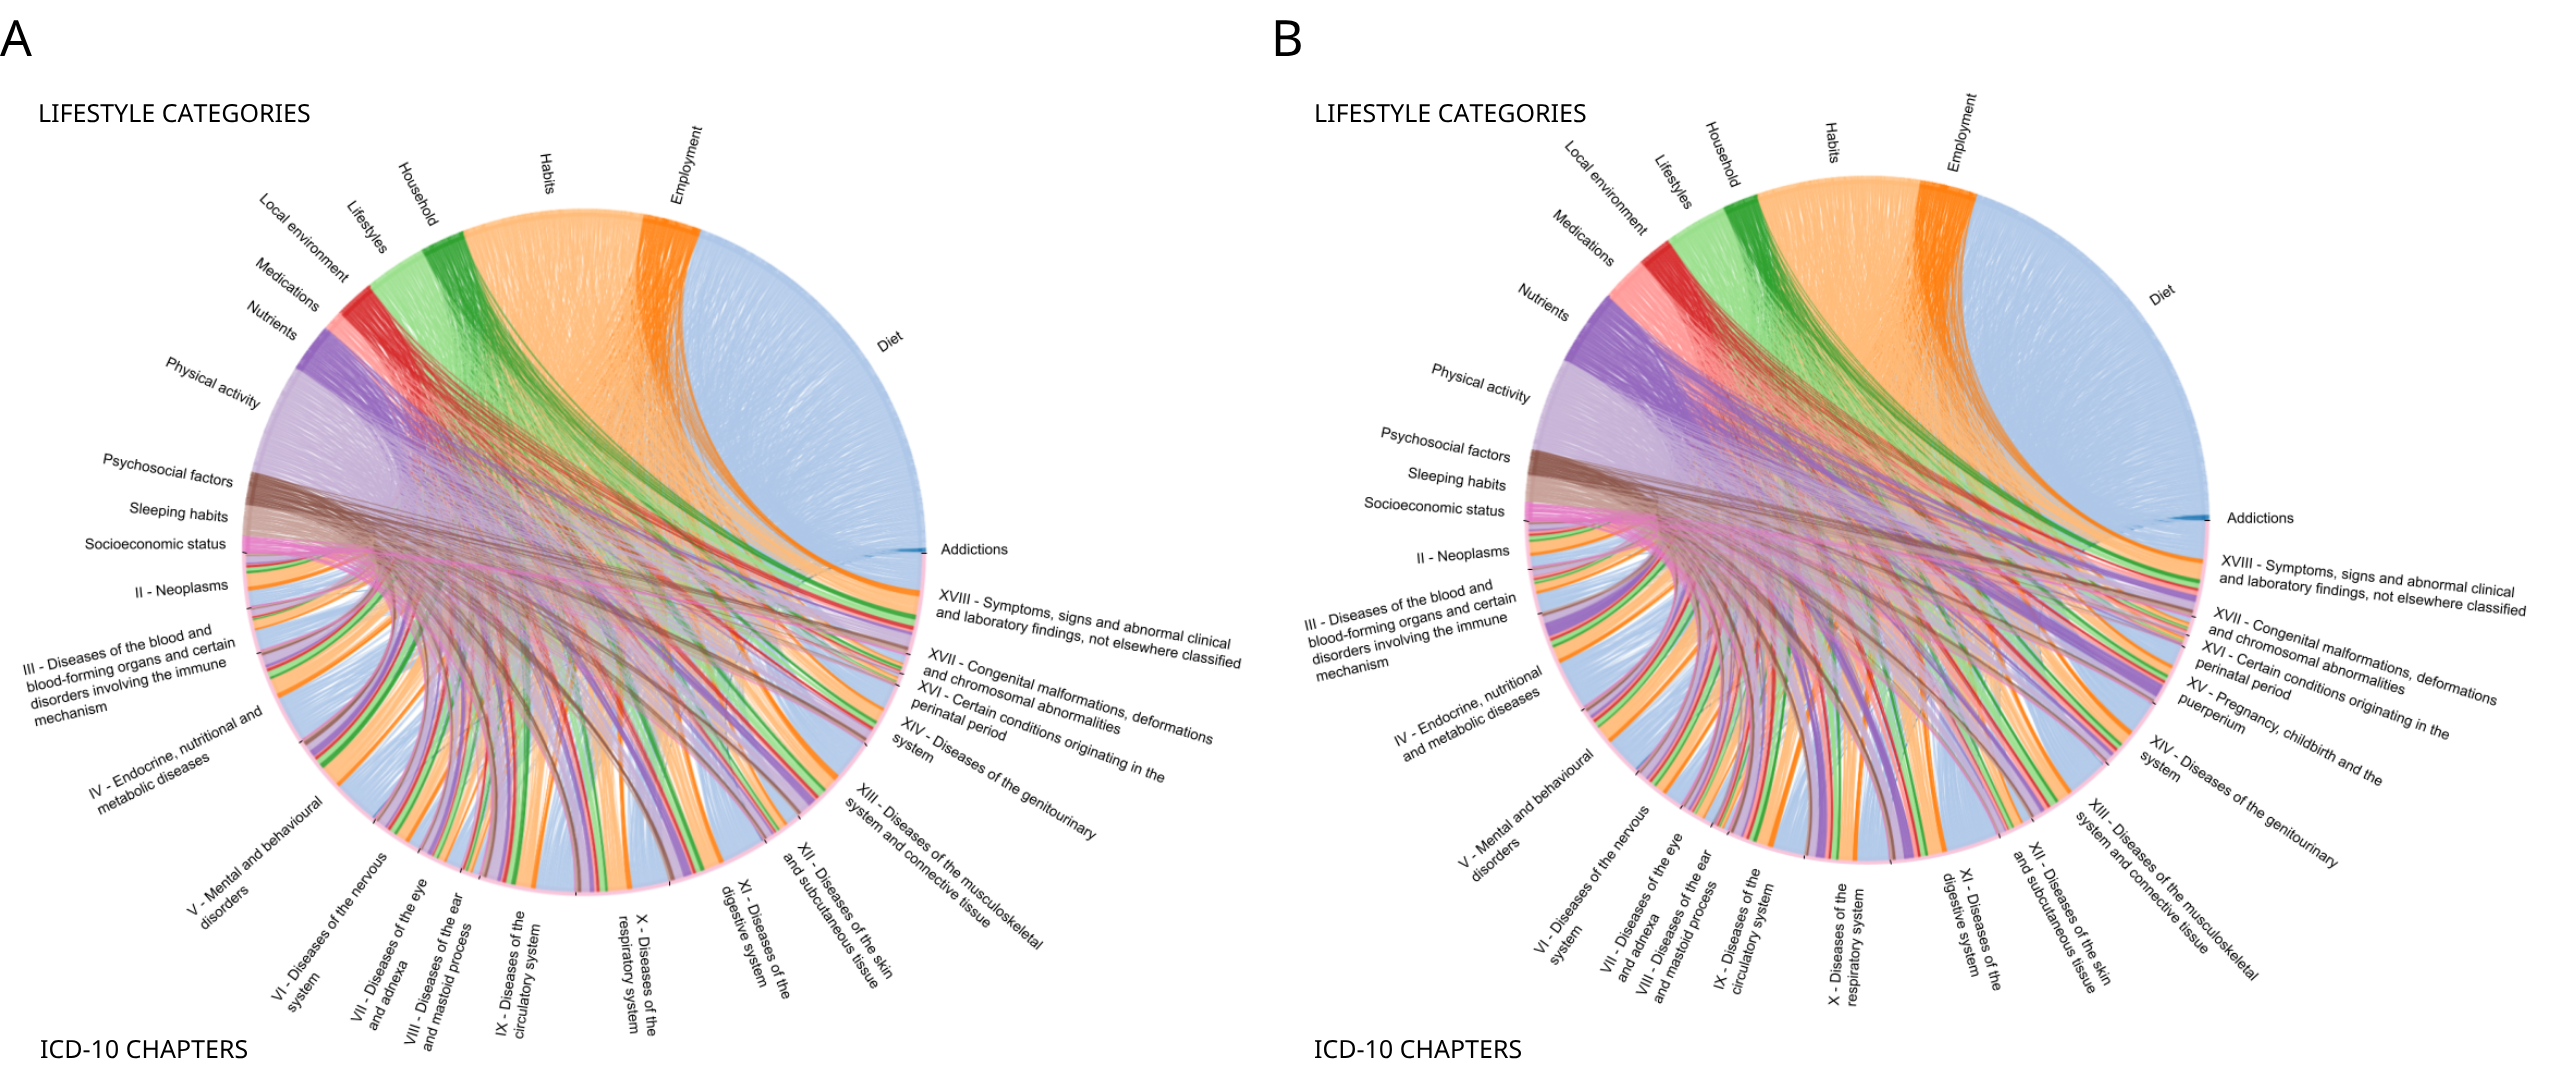 A
LIFESTYLE CATEGORIES
Employment
Habits
Household
Lifestyles
Local environment
Medications
Nutrients
Physical activity
Psychosocial factors
Sleeping habits
Socioeconomic status
Diet
Addictions
II - Neoplasms
III - Diseases of the blood and
blood-forming organs and certain
disorders involving the immune
mechanism
IV - Endocrine, nutritional and
metabolic diseases
V - Mental and behavioural
disorders
VI - Diseases of the nervous
system
VII - Diseases of the eye
and adnexa
VIII - Diseases of the ear
and mastoid process
IX - Diseases of the
circulatory system
X - Diseases of the
respiratory system
XI - Diseases of the
digestive system
XII - Diseases of the skin
and subcutaneous tissue
XIII - Diseases of the musculoskeletal
system and connective tissue
XIV - Diseases of the genitourinary
system
XVI - Certain conditions originating in the
perinatal period
XVII - Congenital malformations, deformations
and chromosomal abnormalities
XVIII - Symptoms, signs and abnormal clinical
and laboratory findings, not elsewhere classified
ICD-10 CHAPTERS
B
LIFESTYLE CATEGORIES
Employment
Habits
Household
Lifestyles
Local environment
Medications
Nutrients
Physical activity
Psychosocial factors
Sleeping habits
Socioeconomic status
Diet
Addictions
II - Neoplasms
III - Diseases of the blood and
blood-forming organs and certain
disorders involving the immune
mechanism
IV - Endocrine, nutritional
and metabolic diseases
V - Mental and behavioural
disorders
VI - Diseases of the nervous
system
VII - Diseases of the eye
and adnexa
VIII - Diseases of the ear
and mastoid process
IX - Diseases of the
circulatory system
X - Diseases of the
respiratory system
XI - Diseases of the
digestive system
XII - Diseases of the skin
and subcutaneous tissue
XIII - Diseases of the musculoskeletal
system and connective tissue
XIV - Diseases of the genitourinary
system
XV - Pregnancy, childbirth and the
puerperium
XVI - Certain conditions originating in the
perinatal period
XVII - Congenital malformations, deformations
and chromosomal abnormalities
XVIII - Symptoms, signs and abnormal clinical
and laboratory findings, not elsewhere classified
ICD-10 CHAPTERS